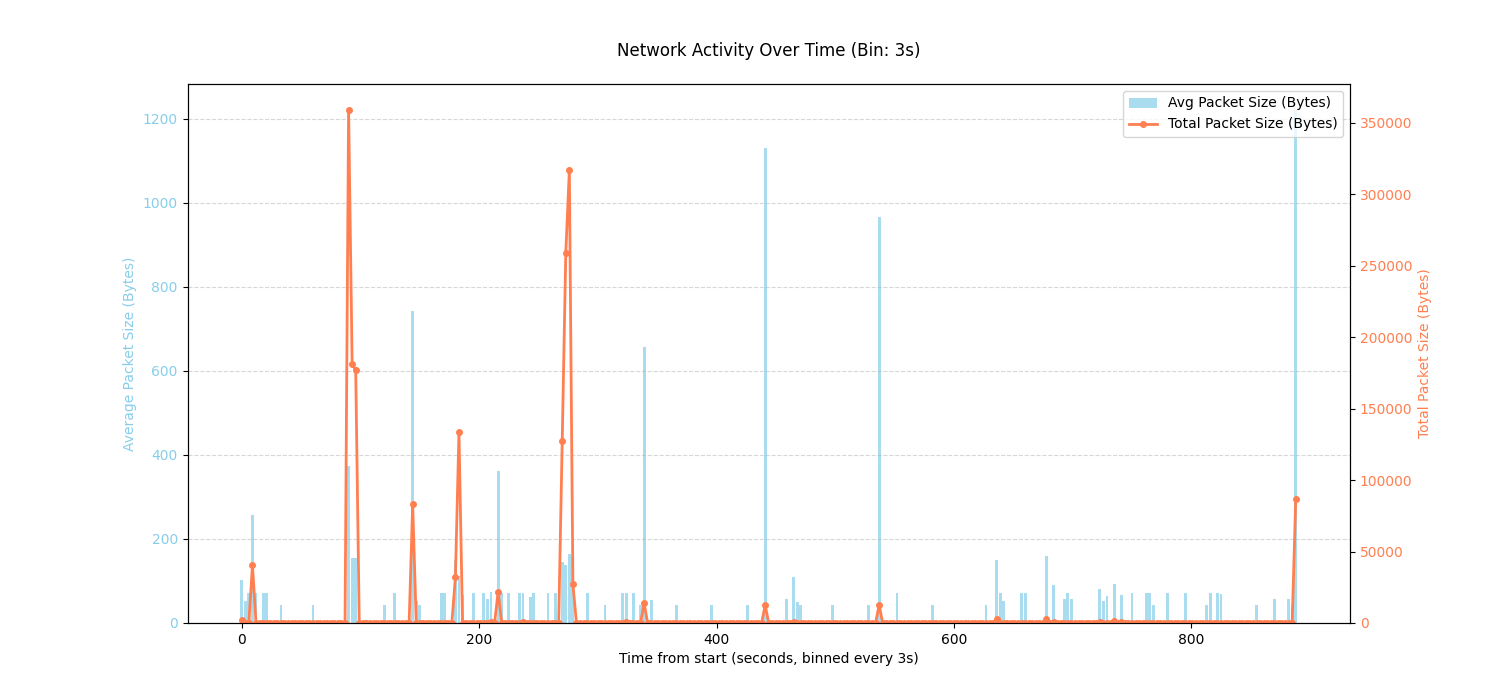 Network Activity Over Time (Bin: 3s)
Avg Packet Size (Bytes)
Total Packet Size (Bytes)
Average Packet Size (Bytes)
1200
1000
800
600
400
200
0
350000
300000
250000
200000
150000
100000
50000
0
Total Packet Size (Bytes)
0 200 400 600 800
Time from start (seconds, binned every 3s)